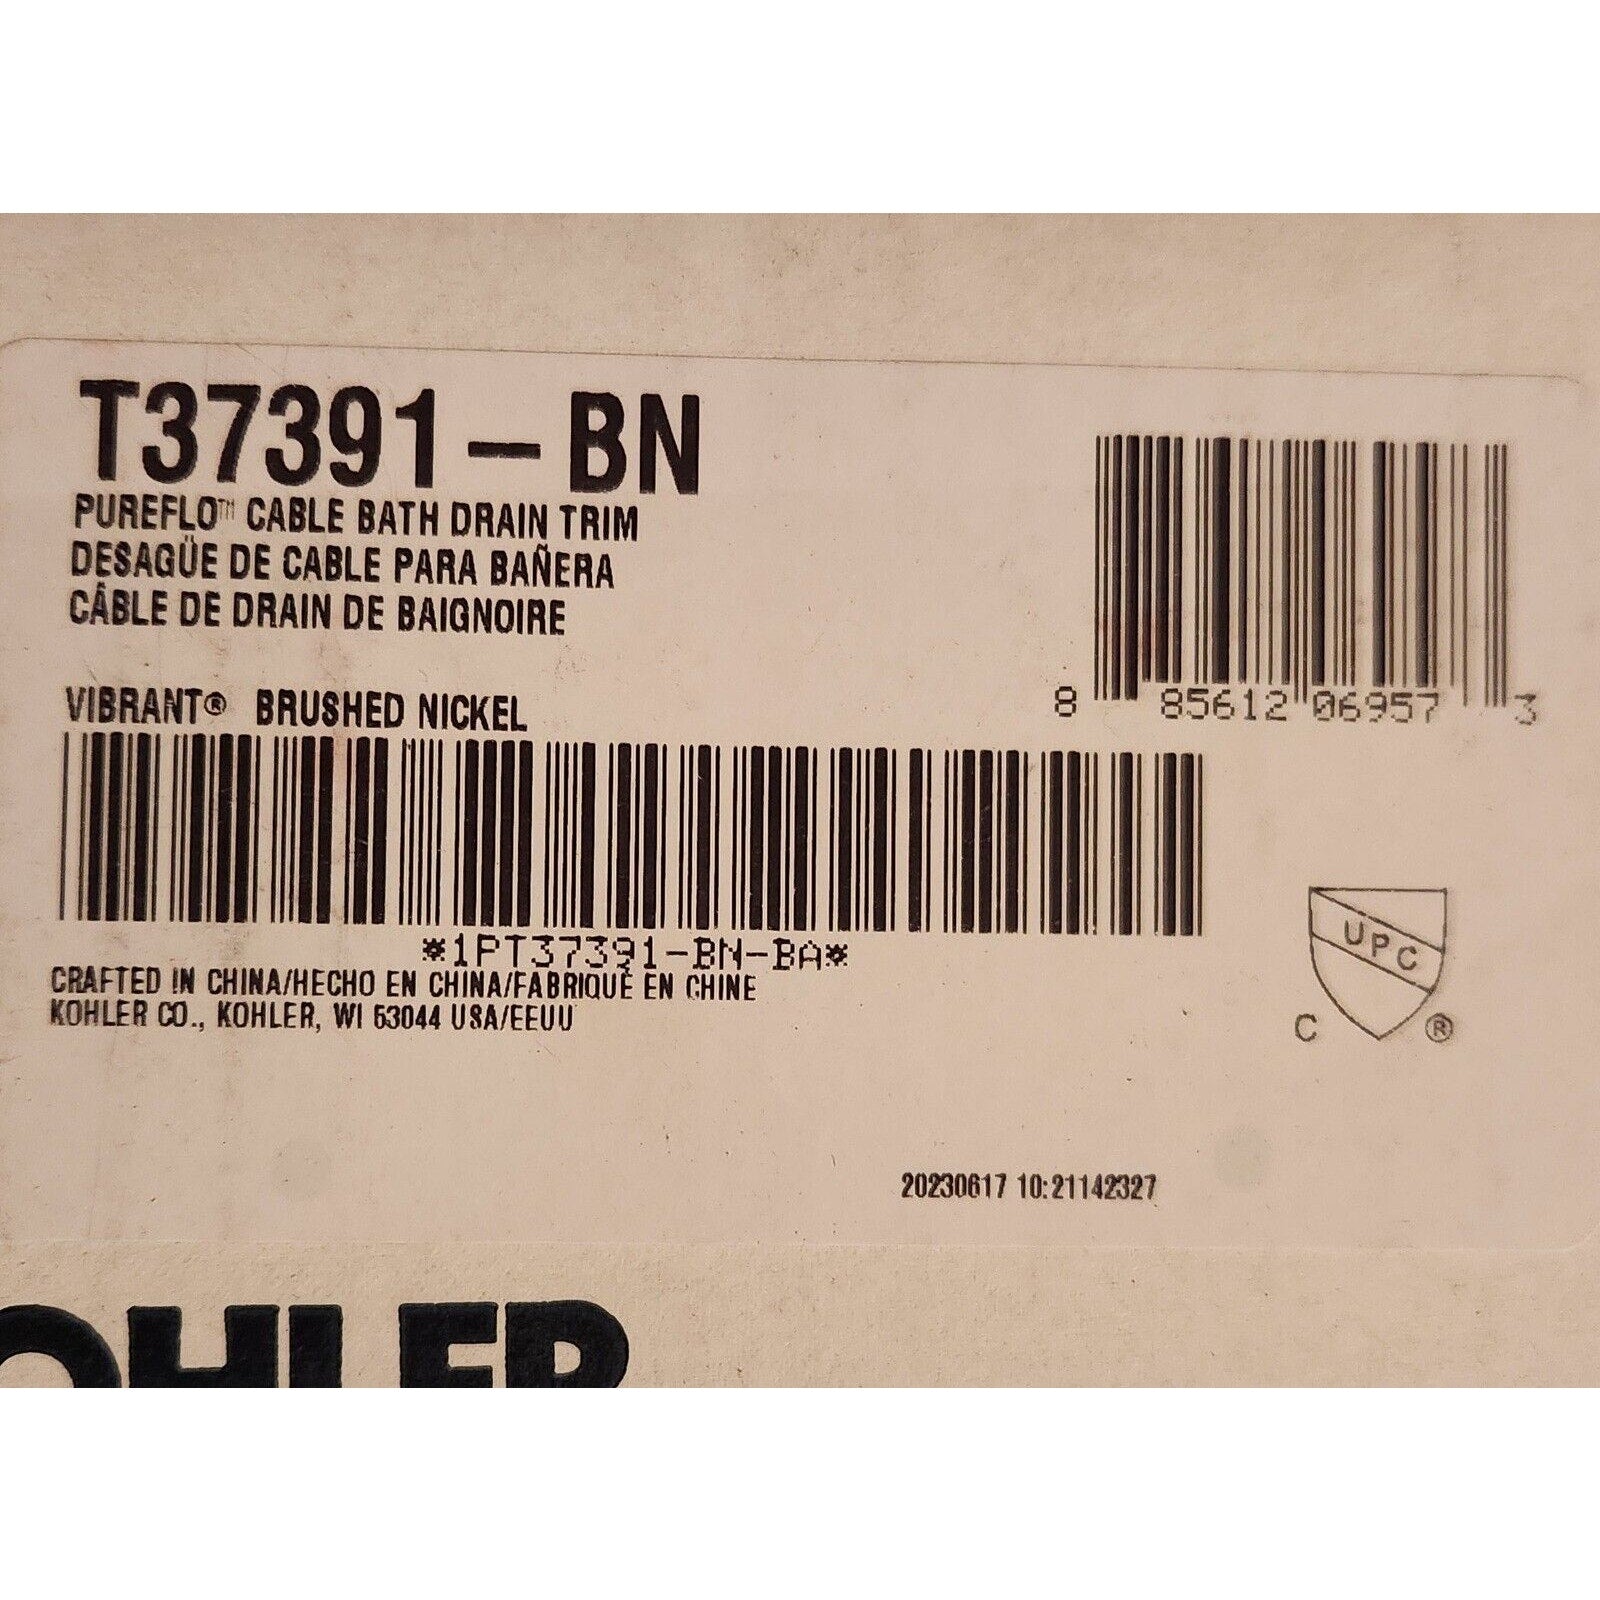 T37391-BN
PUREFLO™ CABLE BATH DRAIN TRIM
DESAGÜE DE CABLE PARA BAÑERA
CÂBLE DE DRAIN DE BAIGNOIRE
VIBRANT® BRUSHED NICKEL
8 85612 06957 3
*1PT37391-BN-BA*
CRAFTED IN CHINA/HECHO EN CHINA/FABRIQUÈ EN CHINE
KOHLER CO., KOHLER, WI 53044 USA/EEUU
UPC
C ®
20230617 10:21142327
KOHLER